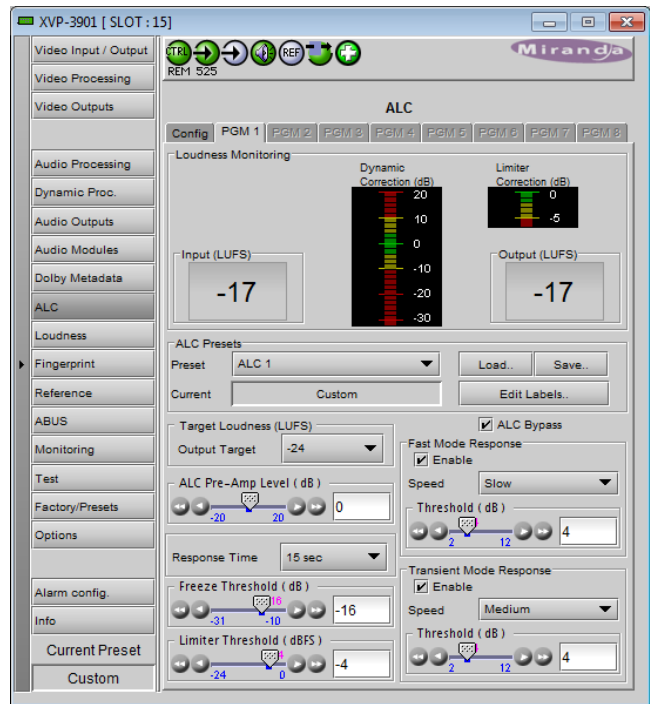 XVP-3901 [ SLOT : 15]
Video Input / Output
Video Processing
Video Outputs
Audio Processing
Dynamic Proc.
Audio Outputs
Audio Modules
Dolby Metadata
ALC
Loudness
Fingerprint
Reference
ABUS
Monitoring
Test
Factory/Presets
Options
Alarm config.
Info
Current Preset
Custom
CTRL
REF
REM 525
Miranda
ALC
Config PGM 1 PGM 2 PGM 3 PGM 4 PGM 5 PGM 6 PGM 7 PGM 8
Loudness Monitoring
Dynamic
Correction (dB)
20
10
0
-10
-20
-30
Limiter
Correction (dB)
0
-5
Input (LUFS)
-17
Output (LUFS)
-17
ALC Presets
Preset ALC 1 Load.. Save..
Current Custom Edit Labels..
Target Loudness (LUFS)
Output Target -24
ALC Pre-Amp Level ( dB )
-20 20 0
Response Time 15 sec
Freeze Threshold ( dB )
16
-31 -10 -16
Limiter Threshold ( dBFS )
4
-24 0 -4
ALC Bypass
Fast Mode Response
Enable
Speed Slow
Threshold ( dB )
2 12 4
Transient Mode Response
Enable
Speed Medium
Threshold ( dB )
2 12 4